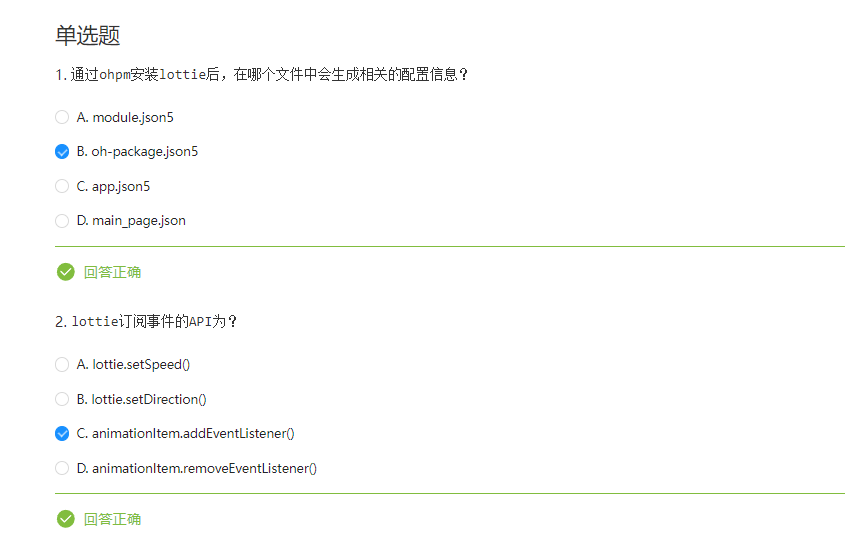 单选题
1. 通过ohpm安装lottie后，在哪个文件中会生成相关的配置信息？
A. module.json5
B. oh-package.json5
C. app.json5
D. main_page.json
回答正确
2. lottie订阅事件的API为？
A. lottie.setSpeed()
B. lottie.setDirection()
C. animationItem.addEventListener()
D. animationItem.removeEventListener()
回答正确